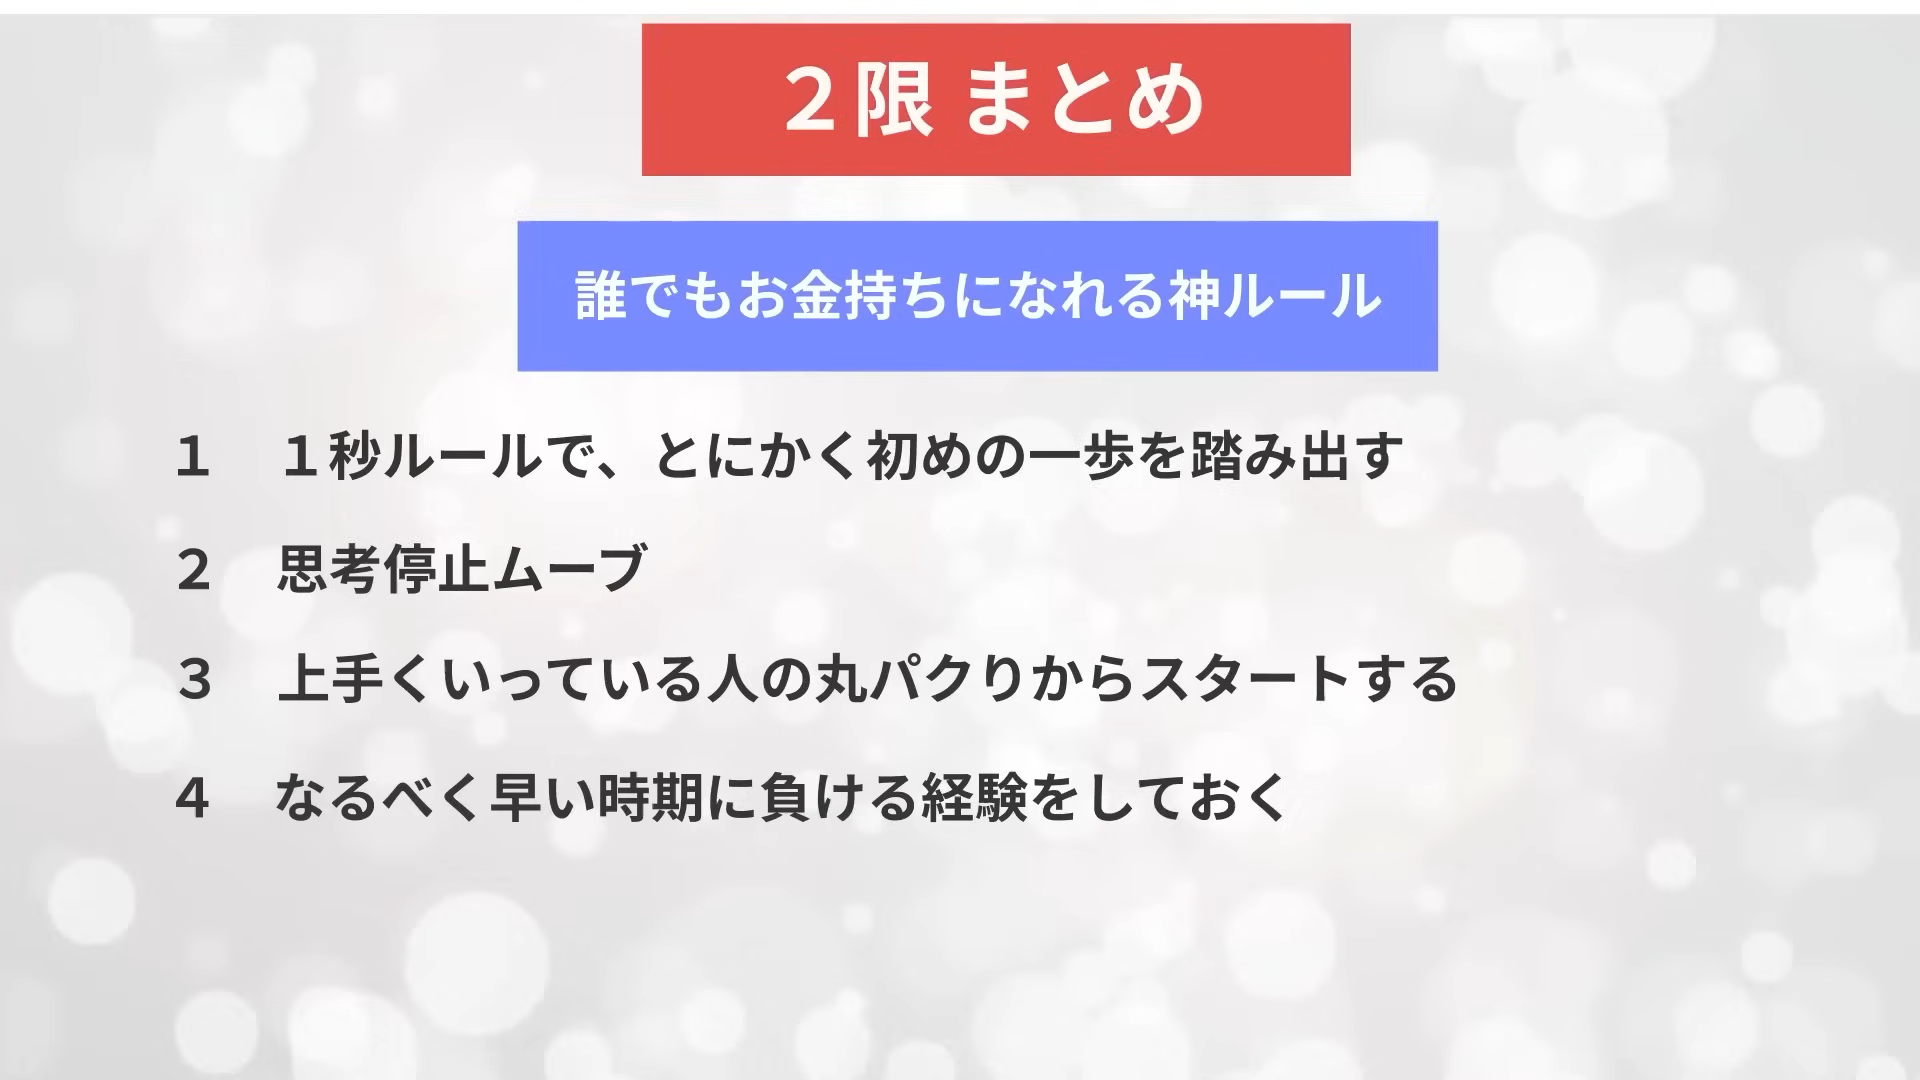 ２限 まとめ
誰でもお金持ちになれる神ルール
１　１秒ルールで、とにかく初めの一歩を踏み出す
２　思考停止ムーブ
３　上手くいっている人の丸パクりからスタートする
４　なるべく早い時期に負ける経験をしておく